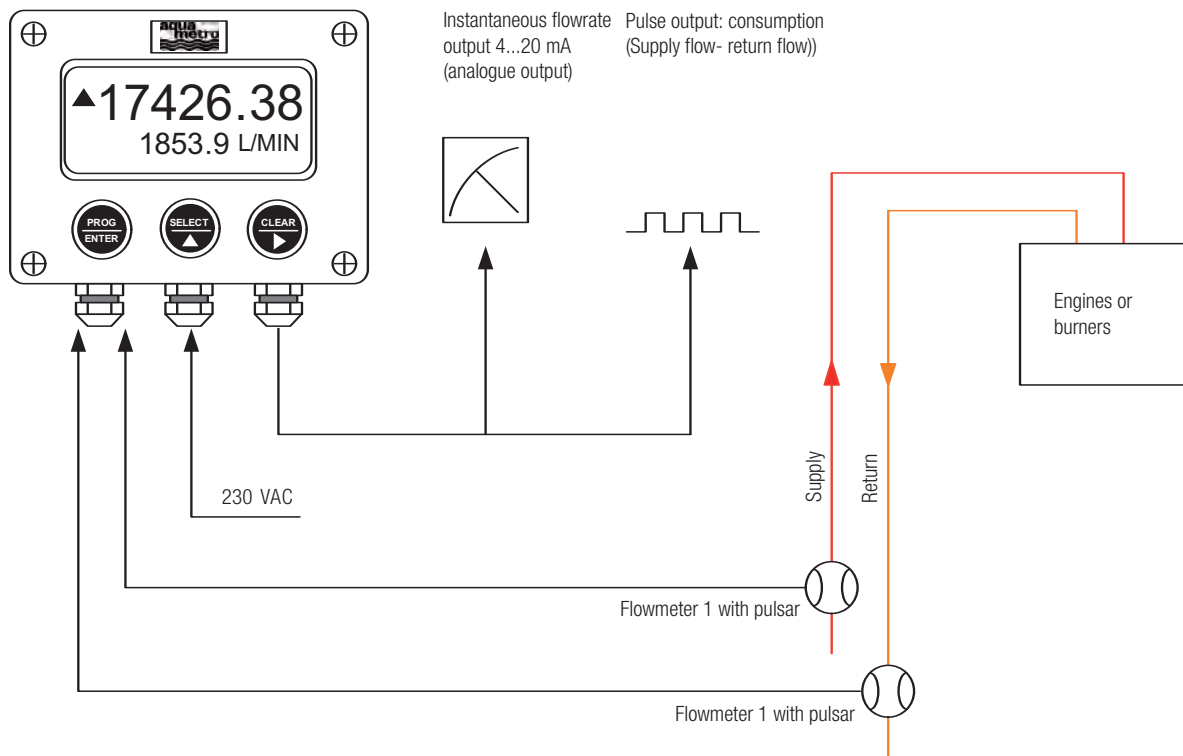 aqua
metro
▲17426.38
1853.9 L/MIN
PROG
ENTER
SELECT
CLEAR
Instantaneous flowrate
output 4...20 mA
(analogue output)
Pulse output: consumption
(Supply flow- return flow))
Engines or
burners
Supply
Return
230 VAC
Flowmeter 1 with pulsar
Flowmeter 1 with pulsar